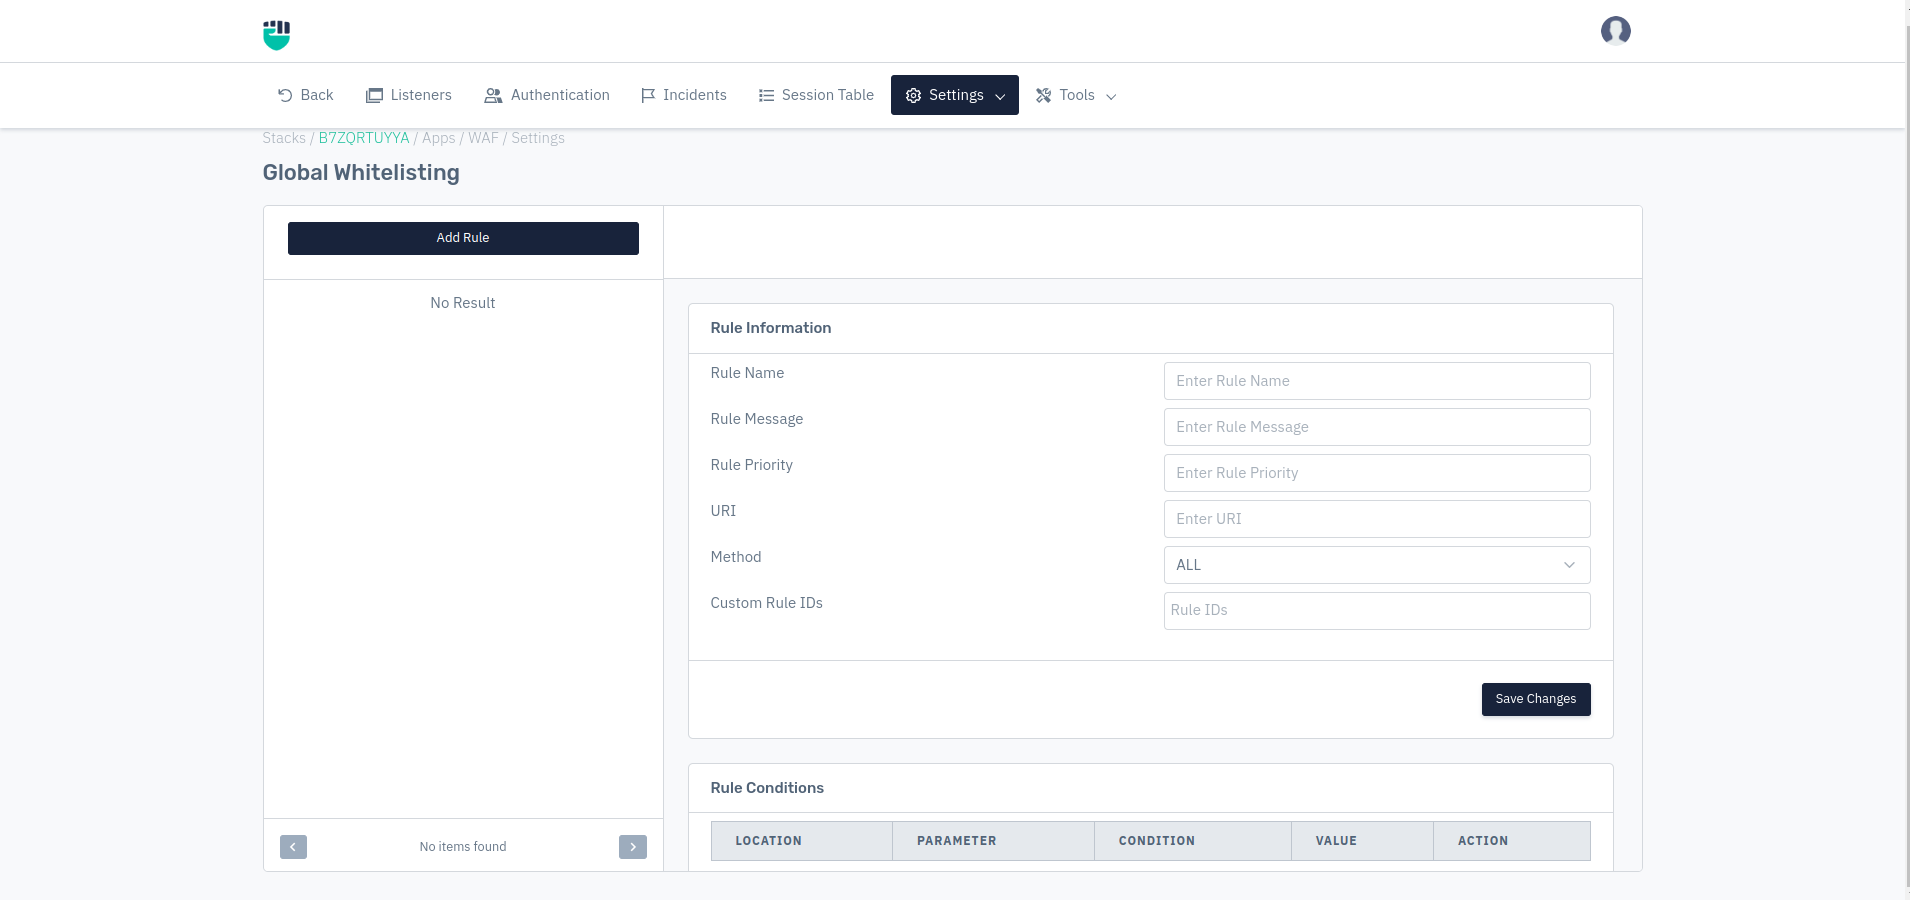 Back Listeners Authentication Incidents Session Table Settings Tools
Stacks / B7ZQRTUYYA / Apps / WAF / Settings
Global Whitelisting
Add Rule
No Result
No items found
Rule Information
Rule Name Enter Rule Name
Rule Message Enter Rule Message
Rule Priority Enter Rule Priority
URI Enter URI
Method ALL
Custom Rule IDs Rule IDs
Save Changes
Rule Conditions
LOCATION PARAMETER CONDITION VALUE ACTION